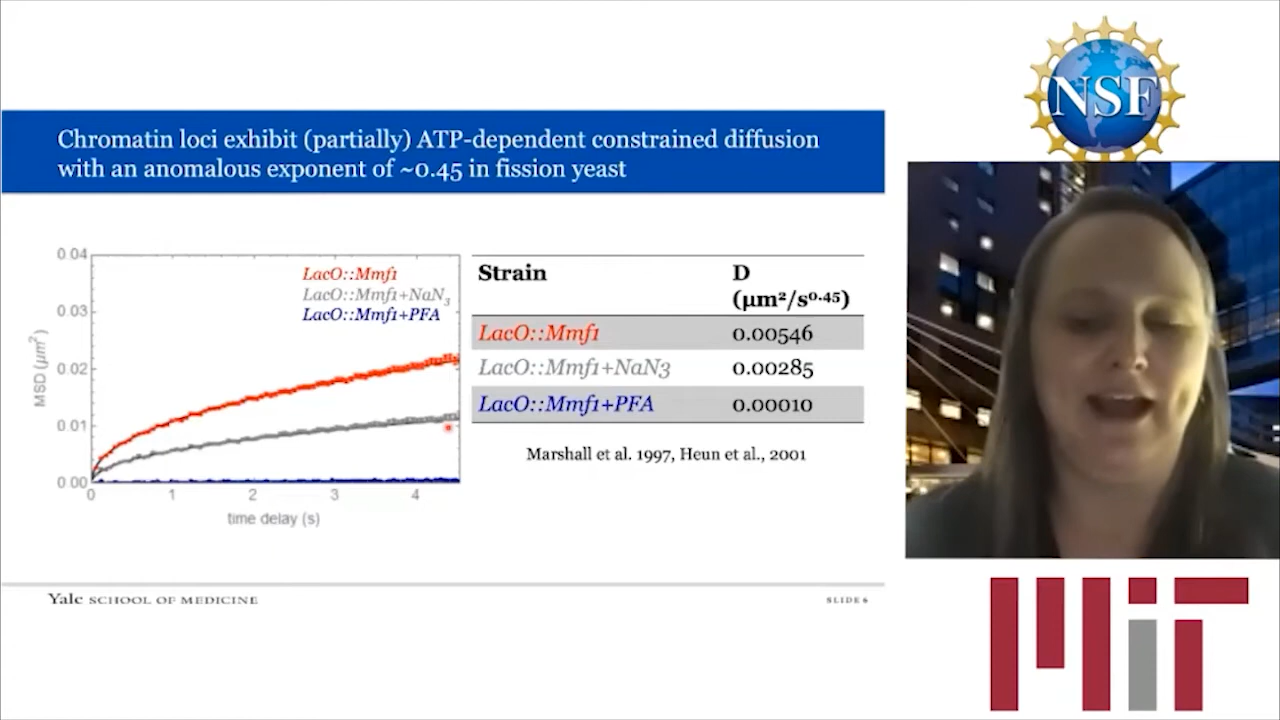 Chromatin loci exhibit (partially) ATP-dependent constrained diffusion
with an anomalous exponent of ~0.45 in fission yeast
0.04
0.03
0.02
0.01
0.00
MSD (μm²)
0
1
2
3
4
time delay (s)
LacO::Mmf1
LacO::Mmf1+NaN₃
LacO::Mmf1+PFA
Strain D
(μm²/s⁰·⁴⁵)
LacO::Mmf1 0.00546
LacO::Mmf1+NaN3 0.00285
LacO::Mmf1+PFA 0.00010
Marshall et al. 1997, Heun et al., 2001
Yale SCHOOL OF MEDICINE
SLIDE 6
NSF
MIT